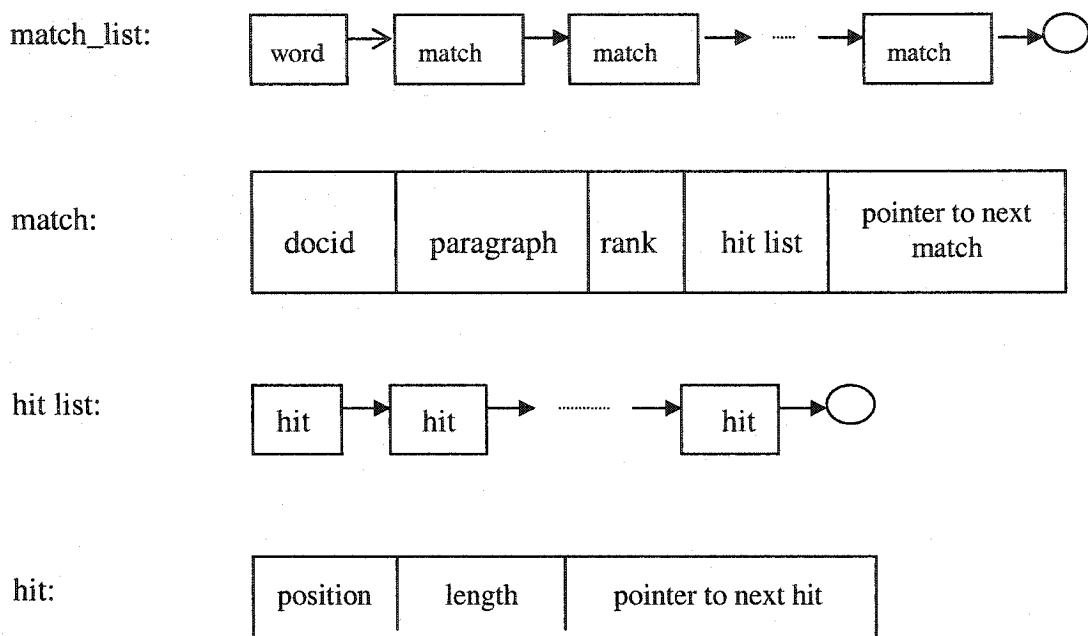 match_list: word match match ..... match
match: docid paragraph rank hit list pointer to next
match
hit list: hit hit .......... hit
hit: position length pointer to next hit